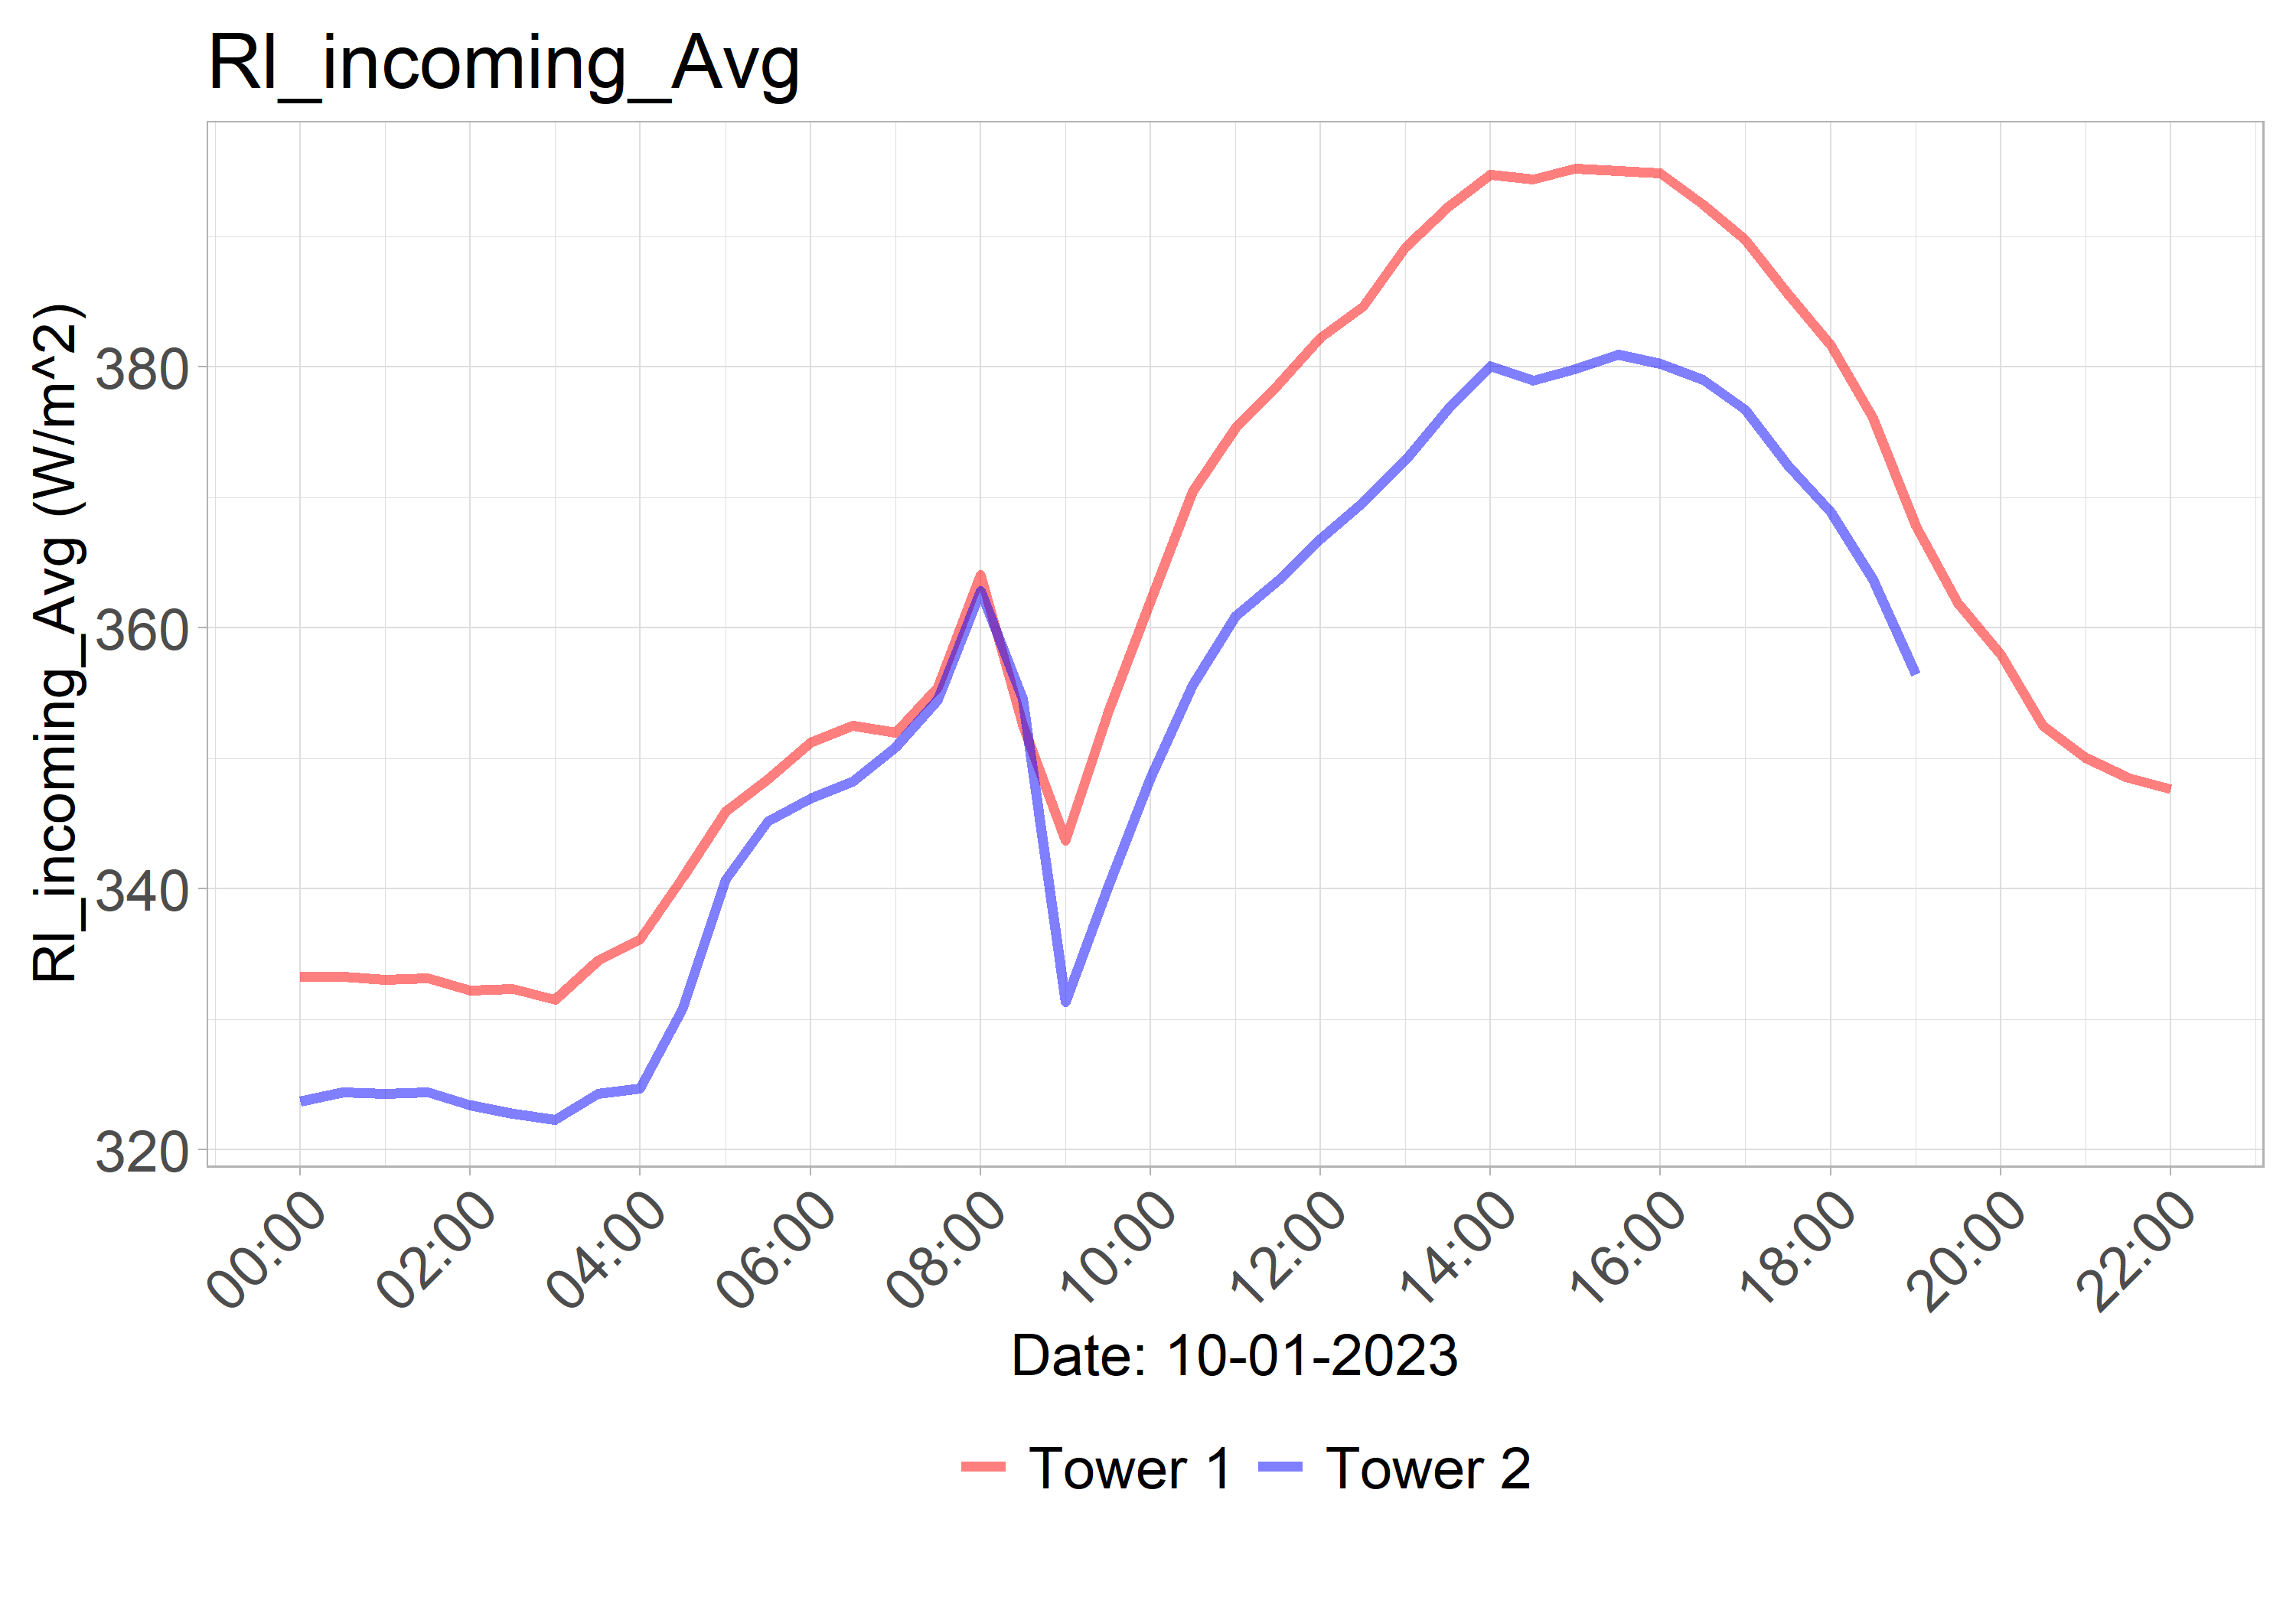 Rl_incoming_Avg
Rl_incoming_Avg (W/m^2)
380
360
340
320
00:00 02:00 04:00 06:00 08:00 10:00 12:00 14:00 16:00 18:00 20:00 22:00
Date: 10-01-2023
Tower 1 Tower 2